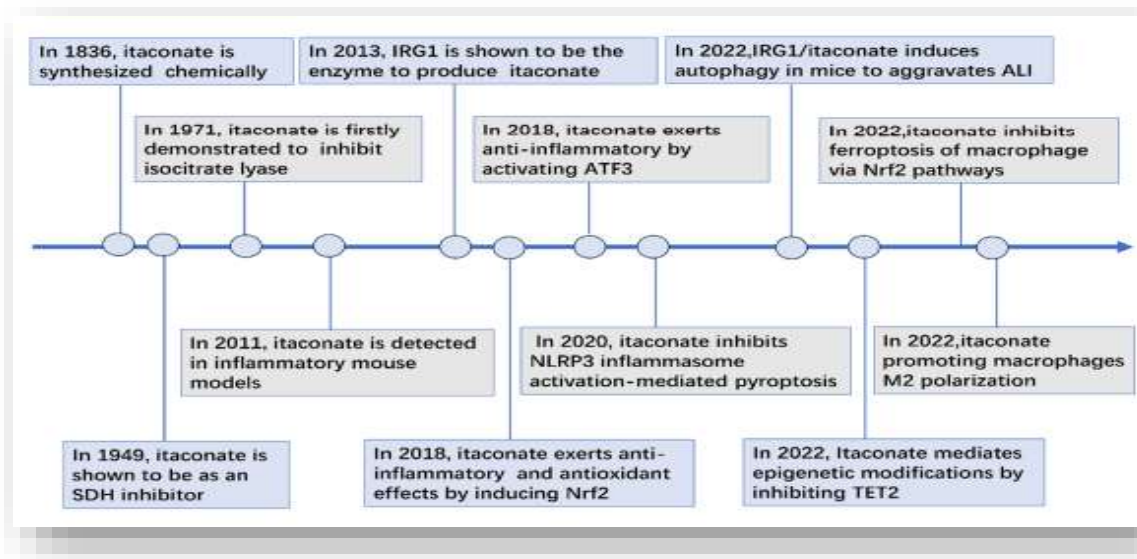 In 1836, itaconate is
synthesized chemically
In 2013, IRG1 is shown to be the
enzyme to produce itaconate
In 2022,IRG1/itaconate induces
autophagy in mice to aggravates ALI
In 1971, itaconate is firstly
demonstrated to inhibit
isocitrate lyase
In 2018, itaconate exerts
anti-inflammatory by
activating ATF3
In 2022,itaconate inhibits
ferroptosis of macrophage
via Nrf2 pathways
In 2011, itaconate is detected
in inflammatory mouse
models
In 2020, itaconate inhibits
NLRP3 inflammasome
activation-mediated pyroptosis
In 2022,itaconate
promoting macrophages
M2 polarization
In 1949, itaconate is
shown to be as an
SDH inhibitor
In 2018, itaconate exerts anti-
inflammatory and antioxidant
effects by inducing Nrf2
In 2022, Itaconate mediates
epigenetic modifications by
inhibiting TET2